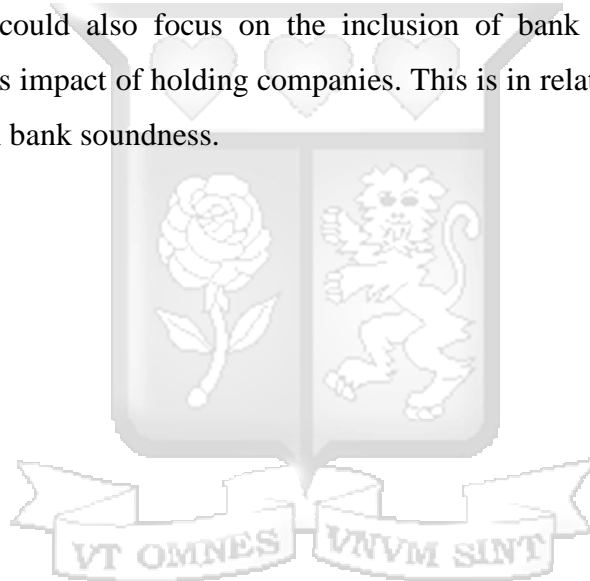 could also focus on the inclusion of bank
s impact of holding companies. This is in relat
bank soundness.
VT OMNES VNVM SINT